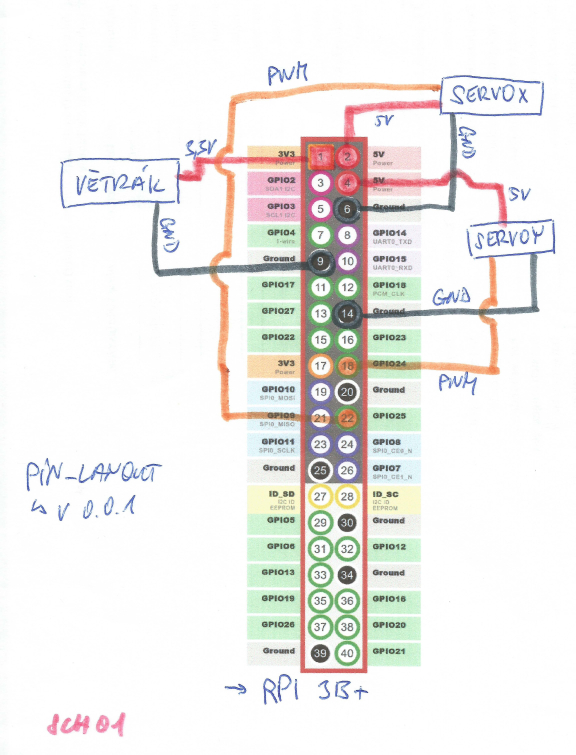 PWM
SERVOX
5V
GND
3,3V
VĚTRÁK
GND
5V
SERVOY
GND
PWM
3V3 Power 1 2 5V Power
GPIO2 SDA1 I2C 3 4 5V Power
GPIO3 SCL1 I2C 5 6 Ground
GPIO4 1-wire 7 8 GPIO14 UART0_TXD
Ground 9 10 GPIO15 UART0_RXD
GPIO17 11 12 GPIO18 PCM_CLK
GPIO27 13 14 Ground
GPIO22 15 16 GPIO23
3V3 Power 17 18 GPIO24
GPIO10 SPI0_MOSI 19 20 Ground
GPIO9 SPI0_MISO 21 22 GPIO25
GPIO11 SPI0_SCLK 23 24 GPIO8 SPI0_CE0_N
Ground 25 26 GPIO7 SPI0_CE1_N
ID_SD I2C ID EEPROM 27 28 ID_SC I2C ID EEPROM
GPIO5 29 30 Ground
GPIO6 31 32 GPIO12
GPIO13 33 34 Ground
GPIO19 35 36 GPIO16
GPIO26 37 38 GPIO20
Ground 39 40 GPIO21
PIN_LAYOUT
↳ V 0.0.1
→ RPi 3B+
SCH01